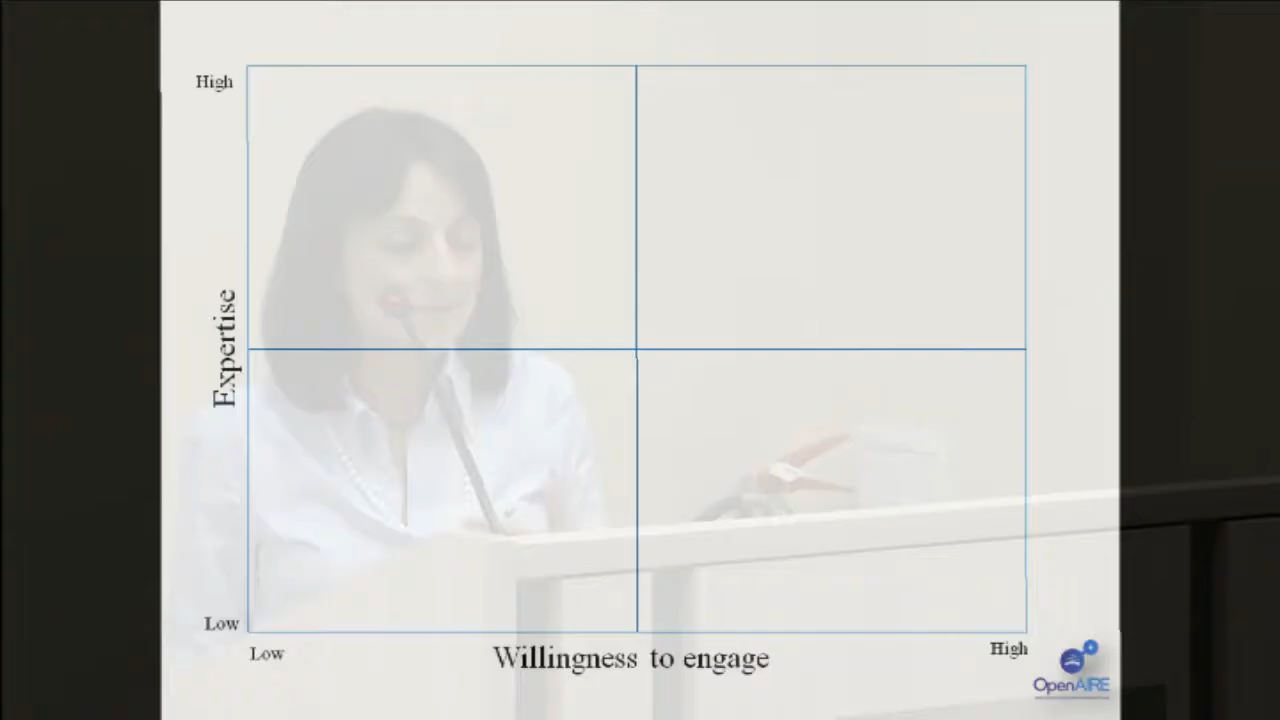 High
Expertise
Low
Low
Willingness to engage
High
OpenAIRE